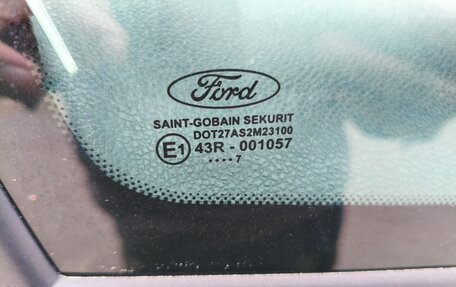 Ford
SAINT-GOBAIN SEKURIT
DOT27AS2M23100
E1 43R - 001057
•••• 7